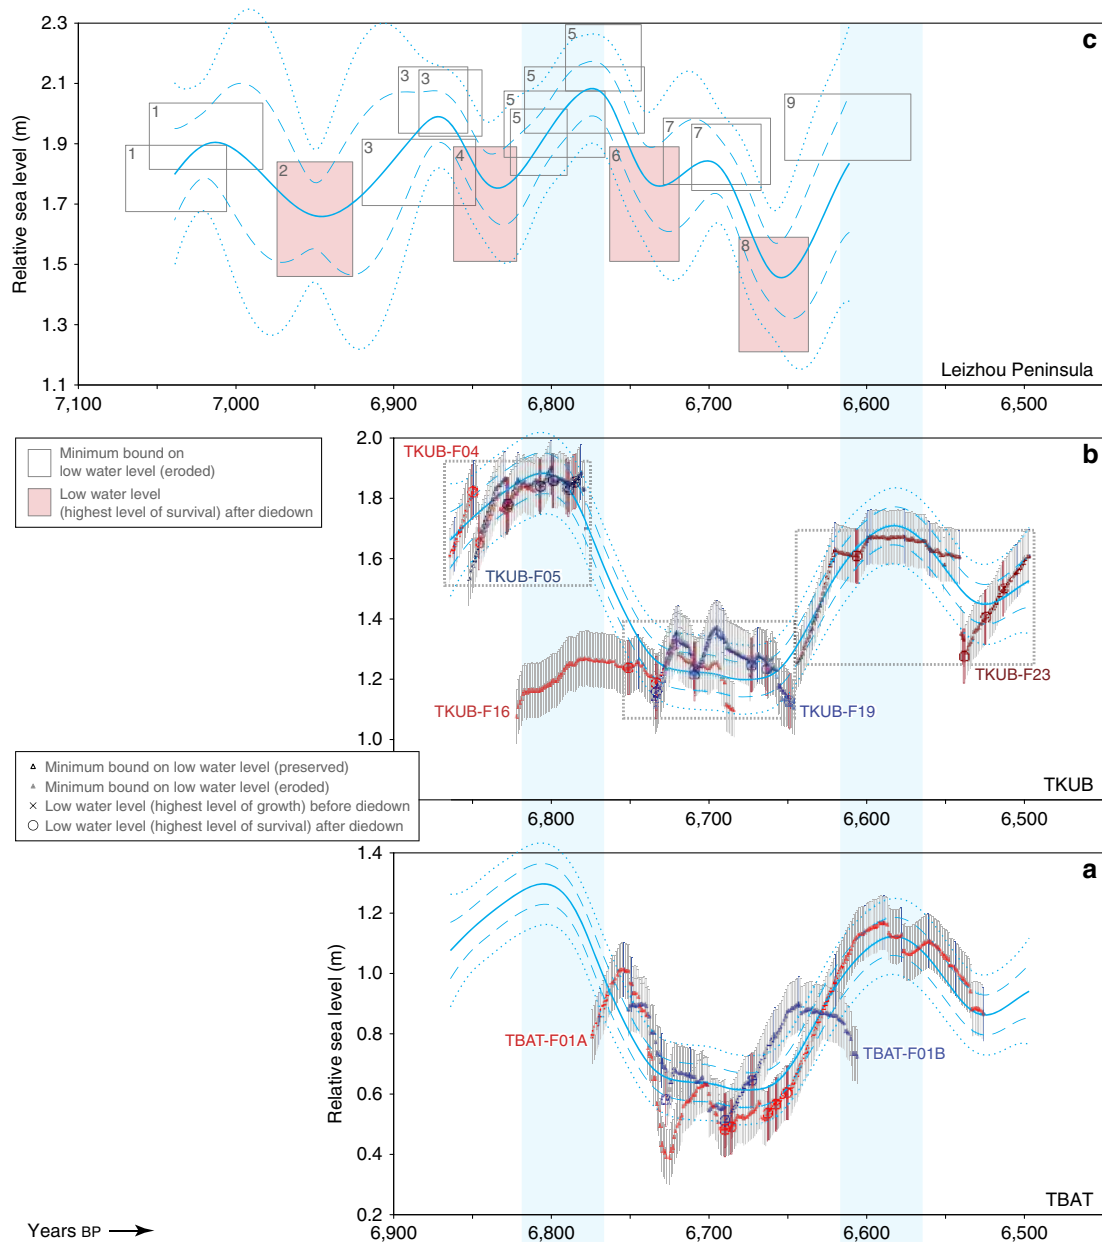 2.3
2.1
1.9
1.7
1.5
1.3
1.1
Relative sea level (m)
c
1
1
2
3
3
3
4
5
5
5
5
6
7
7
8
9
Leizhou Peninsula
7,100
7,000
6,900
6,800
6,700
6,600
6,500
Minimum bound on
low water level (eroded)
Low water level
(highest level of survival) after diedown
2.0
1.8
1.6
1.4
1.2
1.0
b
TKUB-F04
TKUB-F05
TKUB-F16
TKUB-F19
TKUB-F23
TKUB
Minimum bound on low water level (preserved)
Minimum bound on low water level (eroded)
Low water level (highest level of growth) before diedown
Low water level (highest level of survival) after diedown
6,800
6,700
6,600
6,500
1.4
1.2
1.0
0.8
0.6
0.4
0.2
Relative sea level (m)
a
TBAT-F01A
TBAT-F01B
TBAT
Years BP
6,900
6,800
6,700
6,600
6,500